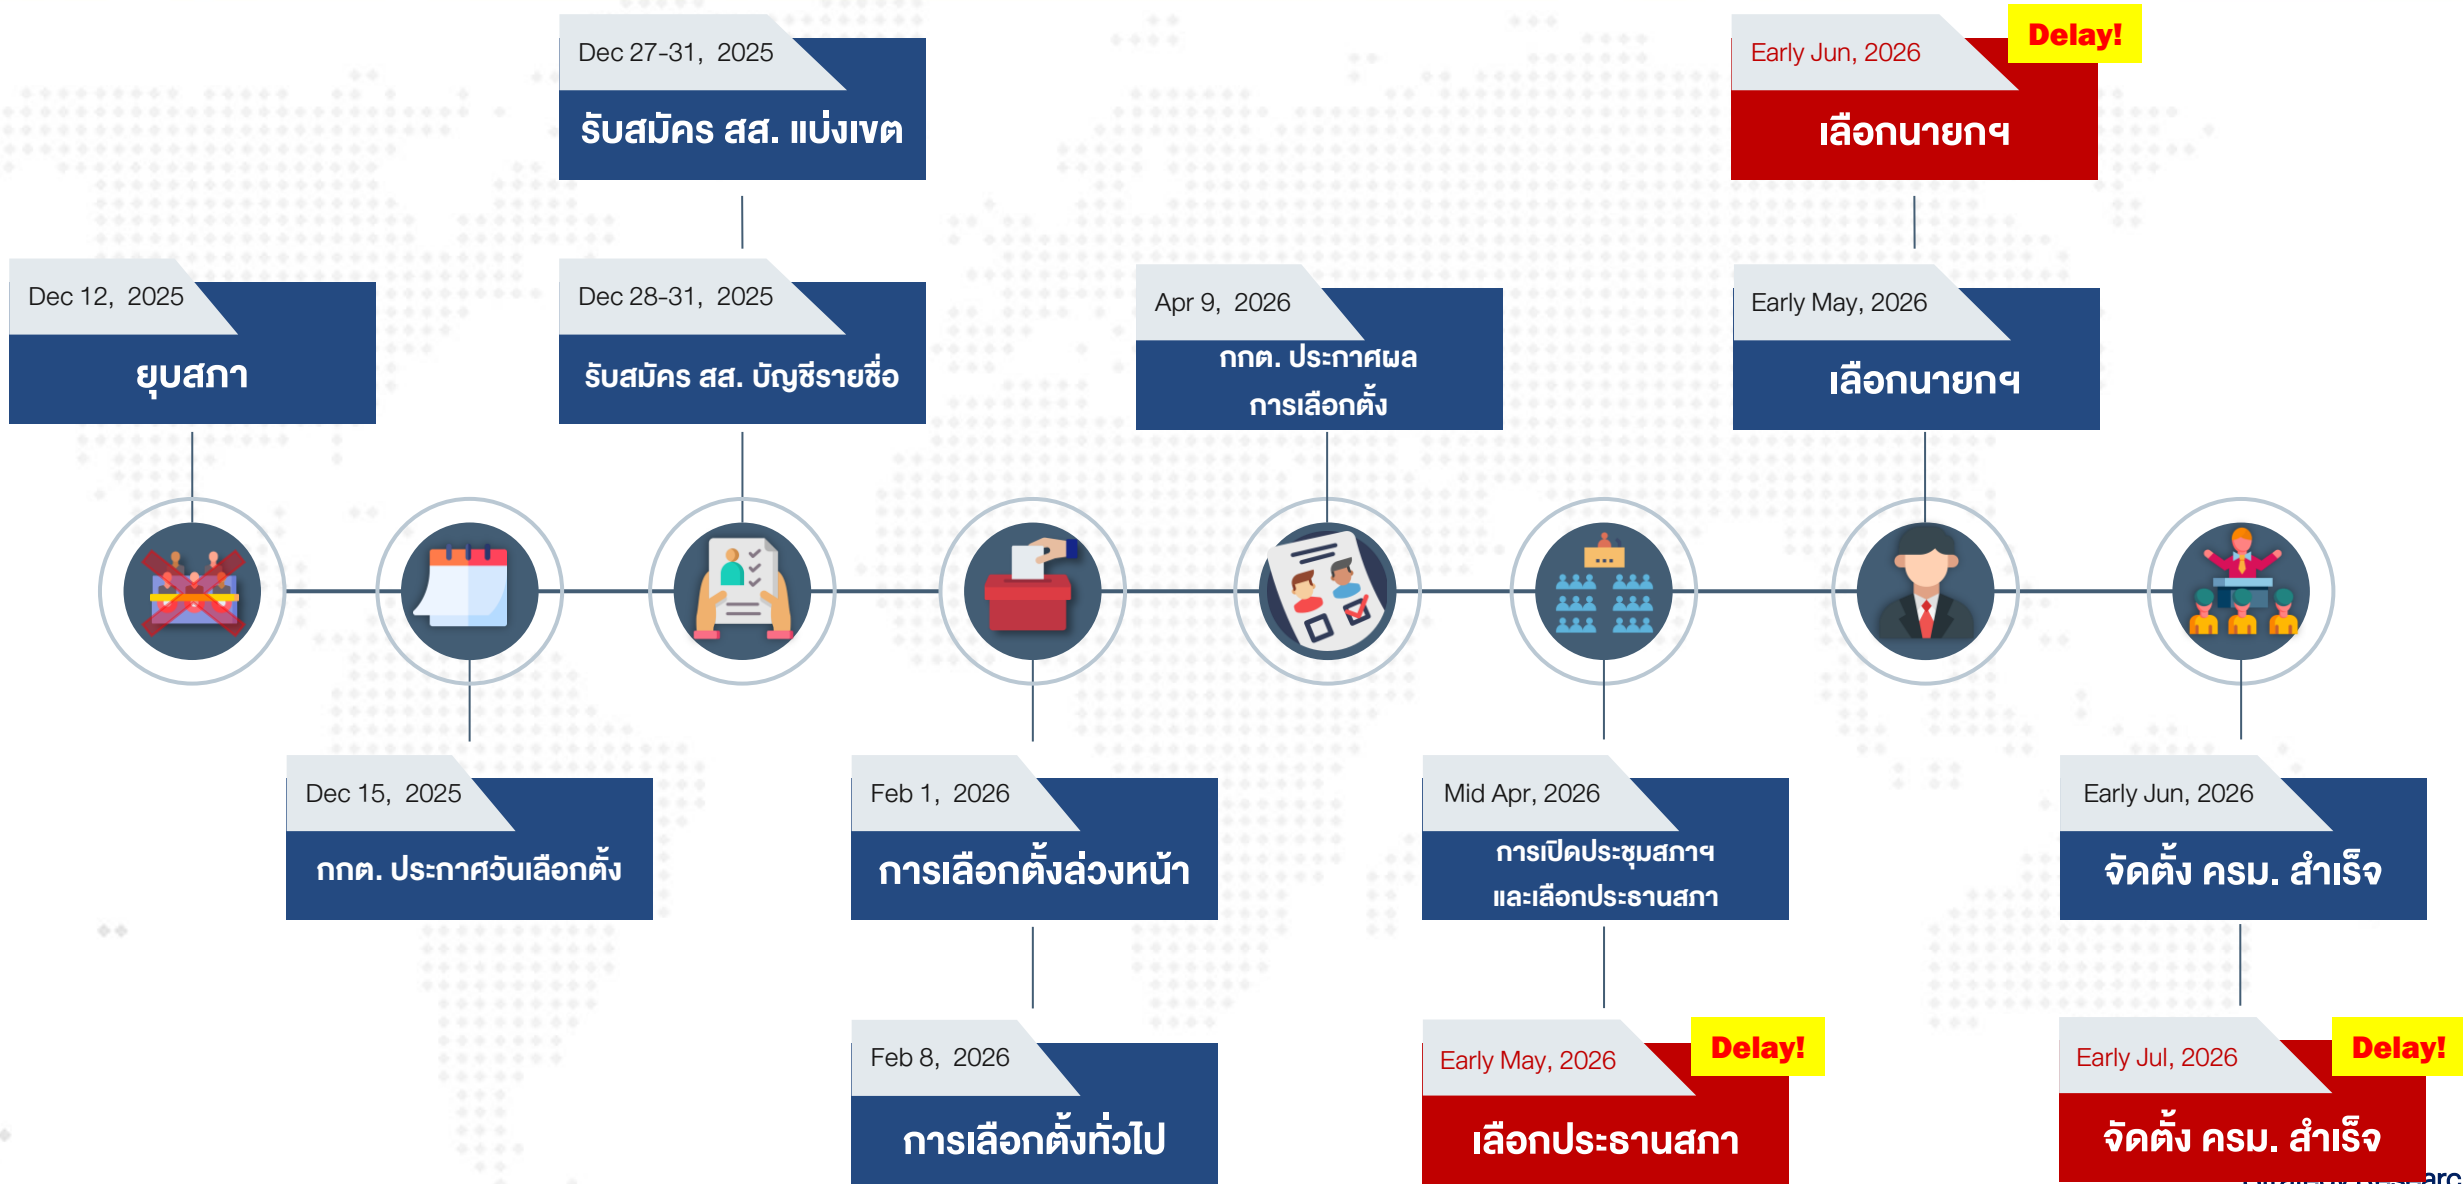 Dec 27-31, 2025
รับสมัคร สส. แบ่งเขต
Early Jun, 2026
Delay!
เลือกนายกฯ
Dec 12, 2025
ยุบสภา
Dec 28-31, 2025
รับสมัคร สส. บัญชีรายชื่อ
Apr 9, 2026
กกต. ประกาศผล
การเลือกตั้ง
Early May, 2026
เลือกนายกฯ
Dec 15, 2025
กกต. ประกาศวันเลือกตั้ง
Feb 1, 2026
การเลือกตั้งล่วงหน้า
Mid Apr, 2026
การเปิดประชุมสภาฯ
และเลือกประธานสภา
Early Jun, 2026
จัดตั้ง ครม. สำเร็จ
Feb 8, 2026
การเลือกตั้งทั่วไป
Early May, 2026
Delay!
เลือกประธานสภา
Early Jul, 2026
Delay!
จัดตั้ง ครม. สำเร็จ